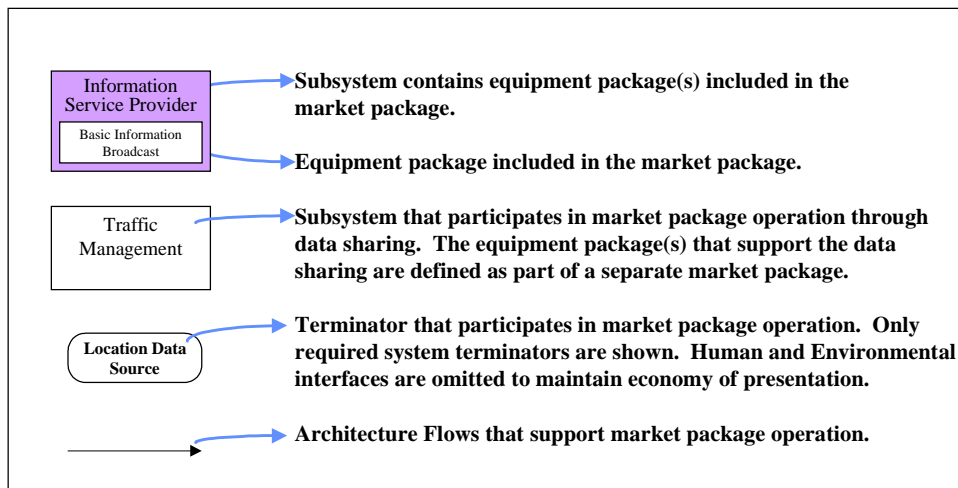 Information
Service Provider
Basic Information
Broadcast
Subsystem contains equipment package(s) included in the
market package.
Equipment package included in the market package.
Traffic
Management
Subsystem that participates in market package operation through
data sharing.  The equipment package(s) that support the data
sharing are defined as part of a separate market package.
Location Data
Source
Terminator that participates in market package operation.  Only
required system terminators are shown.  Human and Environmental
interfaces are omitted to maintain economy of presentation.
Architecture Flows that support market package operation.